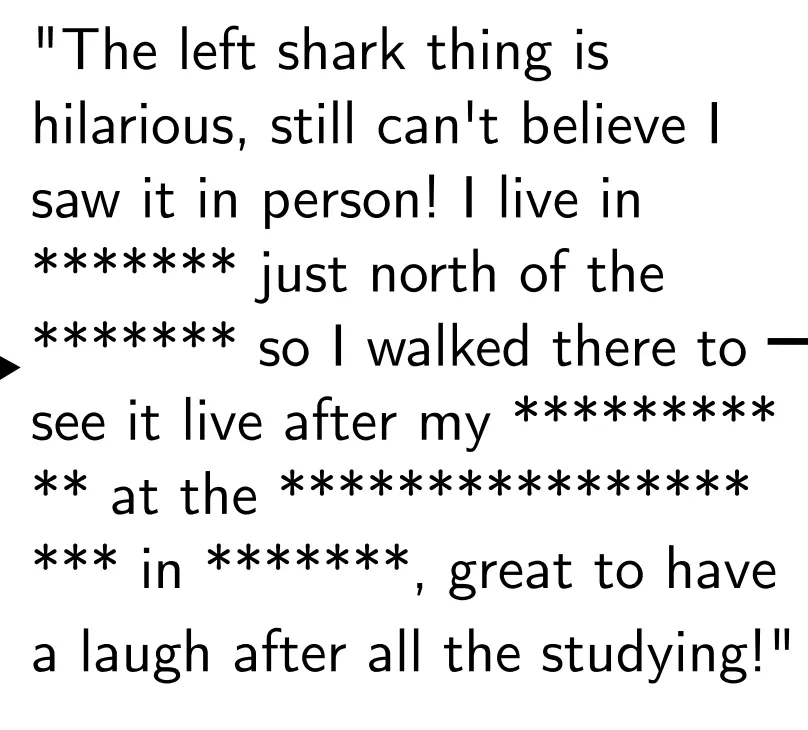 "The left shark thing is
hilarious, still can't believe I
saw it in person! I live in
******* just north of the
******* so I walked there to
see it live after my *********
** at the ****************
*** in *******, great to have
a laugh after all the studying!"